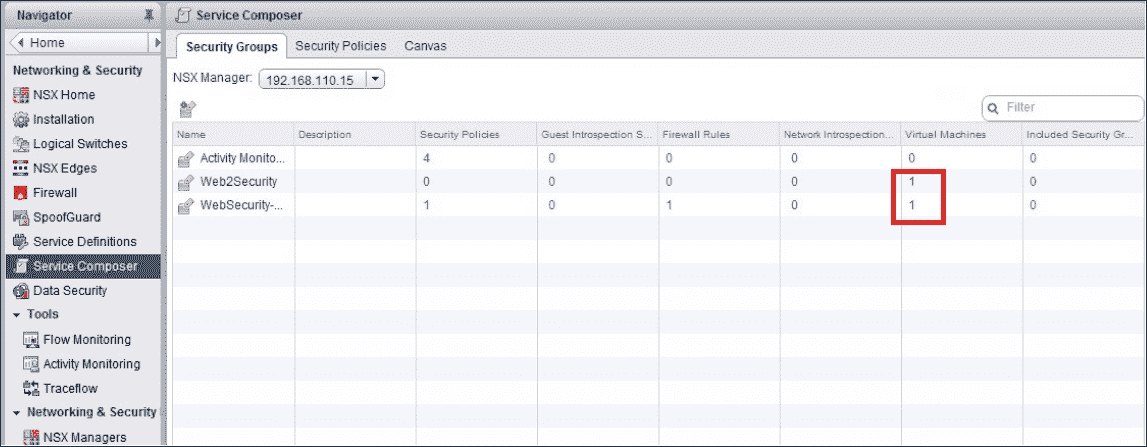 Navigator
Service Composer
Home
Security Groups Security Policies Canvas
Networking & Security
NSX Manager: 192.168.110.15
NSX Home
Installation
Filter
Logical Switches
Name Description Security Policies Guest Introspection S... Firewall Rules Network Introspection... Virtual Machines Included Security Gr...
NSX Edges
Activity Monito... 4 0 0 0 0 0
Firewall
Web2Security 0 0 0 0 1 0
SpoofGuard
WebSecurity-... 1 0 1 0 1 0
Service Definitions
Service Composer
Data Security
Tools
Flow Monitoring
Activity Monitoring
Traceflow
Networking & Security
NSX Managers